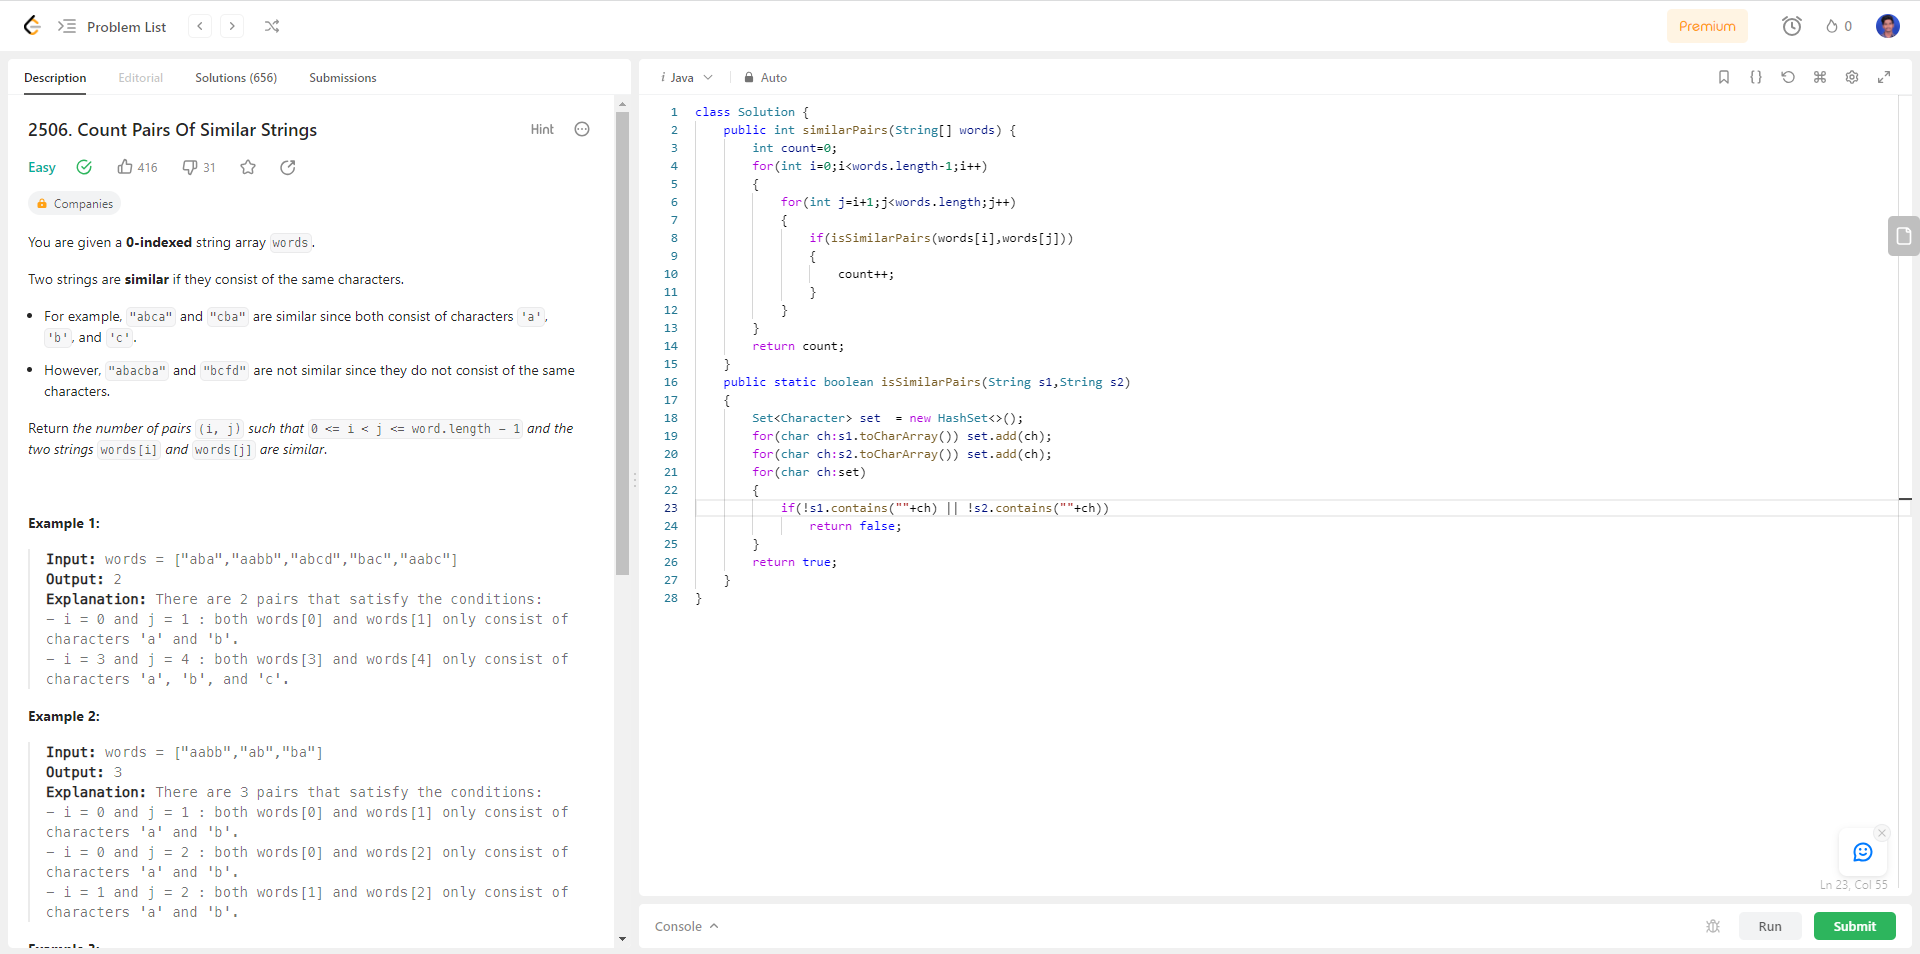 Problem List
Premium
0
Description Editorial Solutions (656) Submissions
2506. Count Pairs Of Similar Strings
Hint
Easy 416 31
Companies
You are given a 0-indexed string array words.
Two strings are similar if they consist of the same characters.
• For example, "abca" and "cba" are similar since both consist of characters 'a',
'b', and 'c'.
• However, "abacba" and "bcfd" are not similar since they do not consist of the same
characters.
Return the number of pairs (i, j) such that 0 <= i < j <= word.length − 1 and the
two strings words[i] and words[j] are similar.
Example 1:
Input: words = ["aba","aabb","abcd","bac","aabc"]
Output: 2
Explanation: There are 2 pairs that satisfy the conditions:
− i = 0 and j = 1 : both words[0] and words[1] only consist of
characters 'a' and 'b'.
− i = 3 and j = 4 : both words[3] and words[4] only consist of
characters 'a', 'b', and 'c'.
Example 2:
Input: words = ["aabb","ab","ba"]
Output: 3
Explanation: There are 3 pairs that satisfy the conditions:
− i = 0 and j = 1 : both words[0] and words[1] only consist of
characters 'a' and 'b'.
− i = 0 and j = 2 : both words[0] and words[2] only consist of
characters 'a' and 'b'.
− i = 1 and j = 2 : both words[1] and words[2] only consist of
characters 'a' and 'b'.
Example 3:
i Java
Auto
{}
1 class Solution {
2 public int similarPairs(String[] words) {
3 int count=0;
4 for(int i=0;i<words.length-1;i++)
5 {
6 for(int j=i+1;j<words.length;j++)
7 {
8 if(isSimilarPairs(words[i],words[j]))
9 {
10 count++;
11 }
12 }
13 }
14 return count;
15 }
16 public static boolean isSimilarPairs(String s1,String s2)
17 {
18 Set<Character> set  = new HashSet<>();
19 for(char ch:s1.toCharArray()) set.add(ch);
20 for(char ch:s2.toCharArray()) set.add(ch);
21 for(char ch:set)
22 {
23 if(!s1.contains(""+ch) || !s2.contains(""+ch))
24 return false;
25 }
26 return true;
27 }
28 }
Ln 23, Col 55
Console
Run
Submit